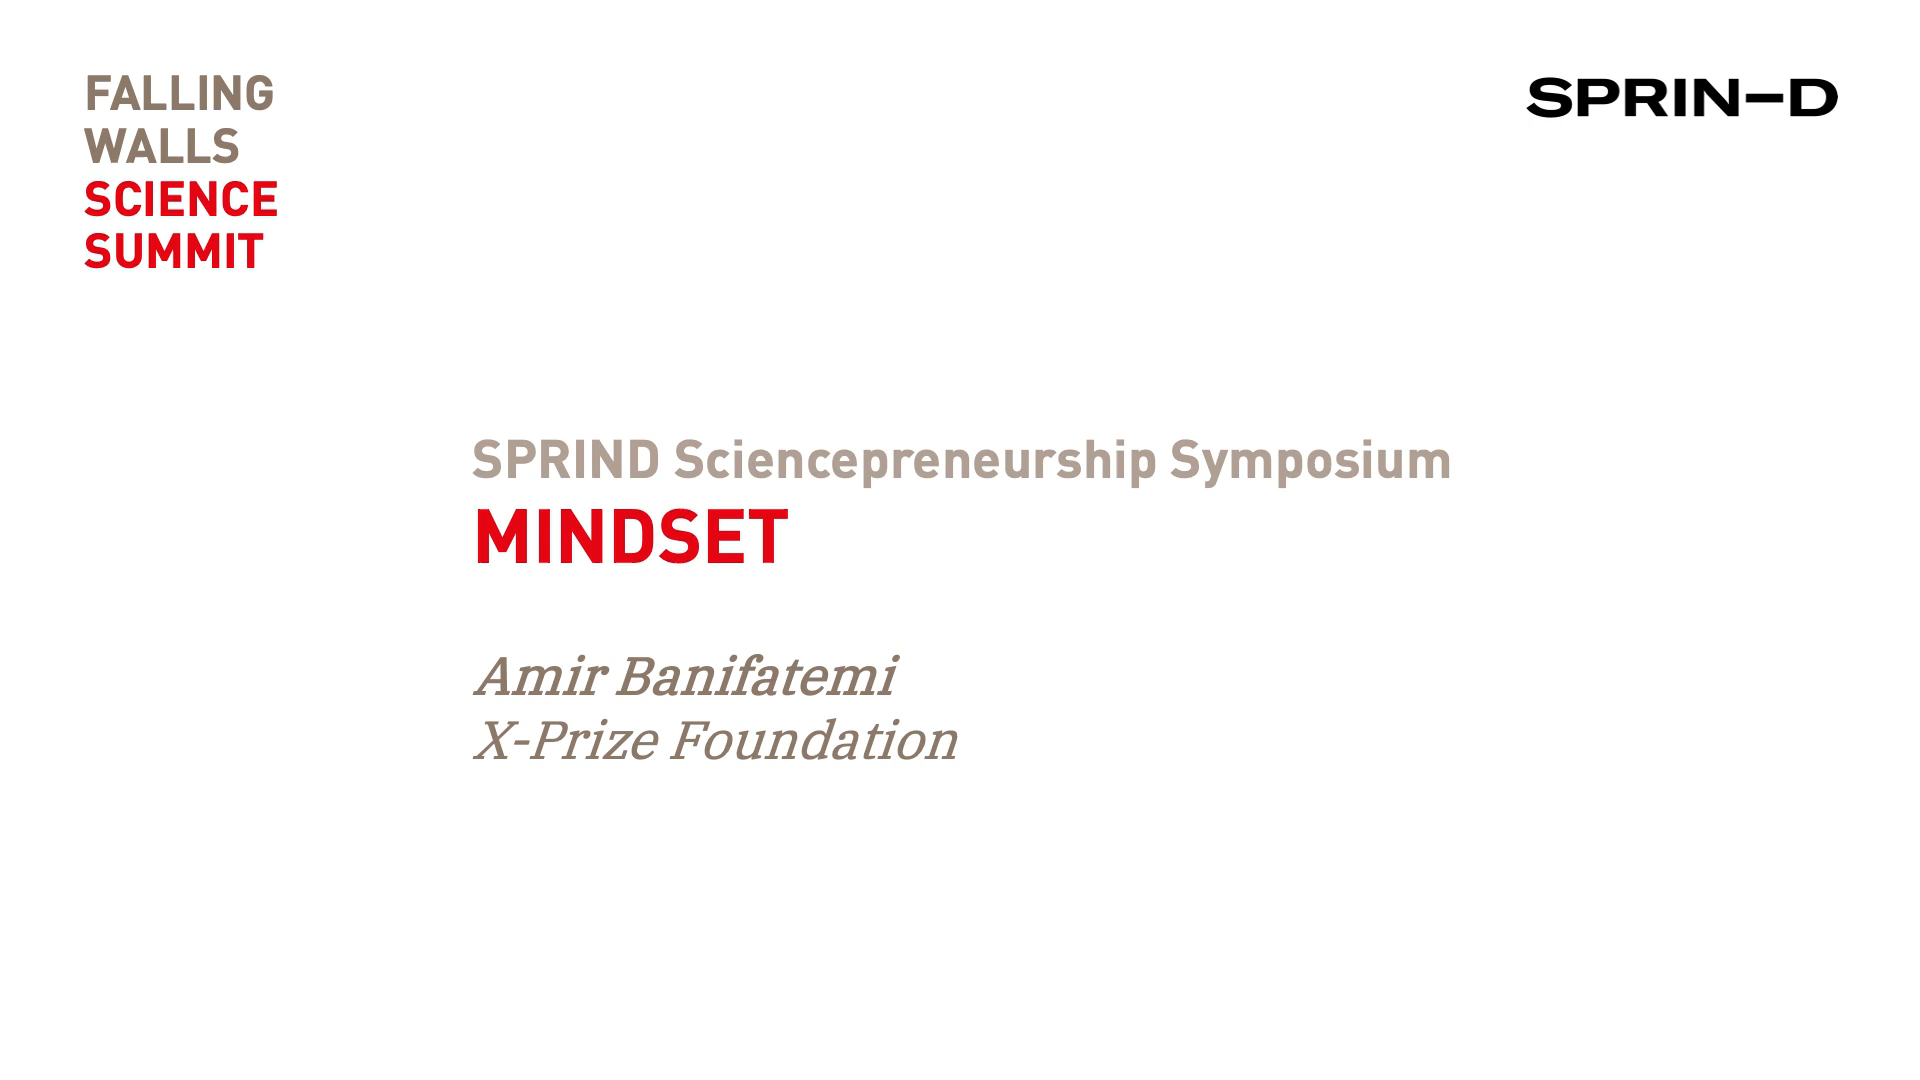 FALLING
WALLS
SCIENCE
SUMMIT
SPRIN–D
SPRIND Sciencepreneurship Symposium
MINDSET
Amir Banifatemi
X-Prize Foundation